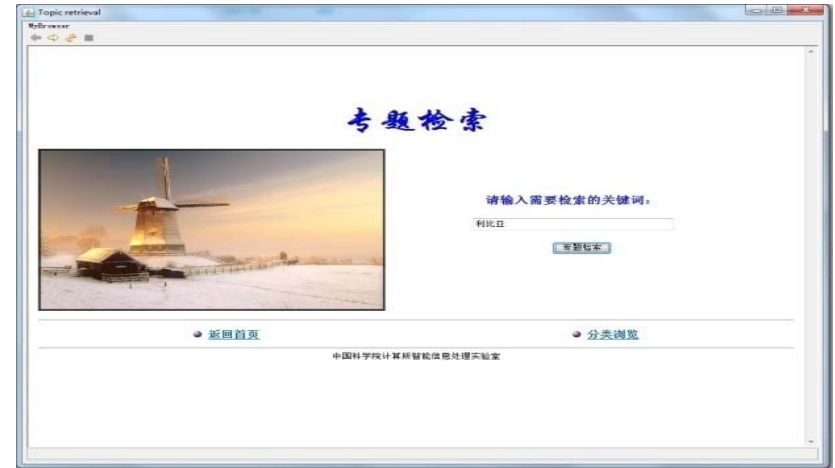 Topic retrieval
MyBrowser
专题检索
请输入需要检索的关键词：
利比亚
专题检索
返回首页
分类浏览
中国科学院计算所智能信息处理实验室